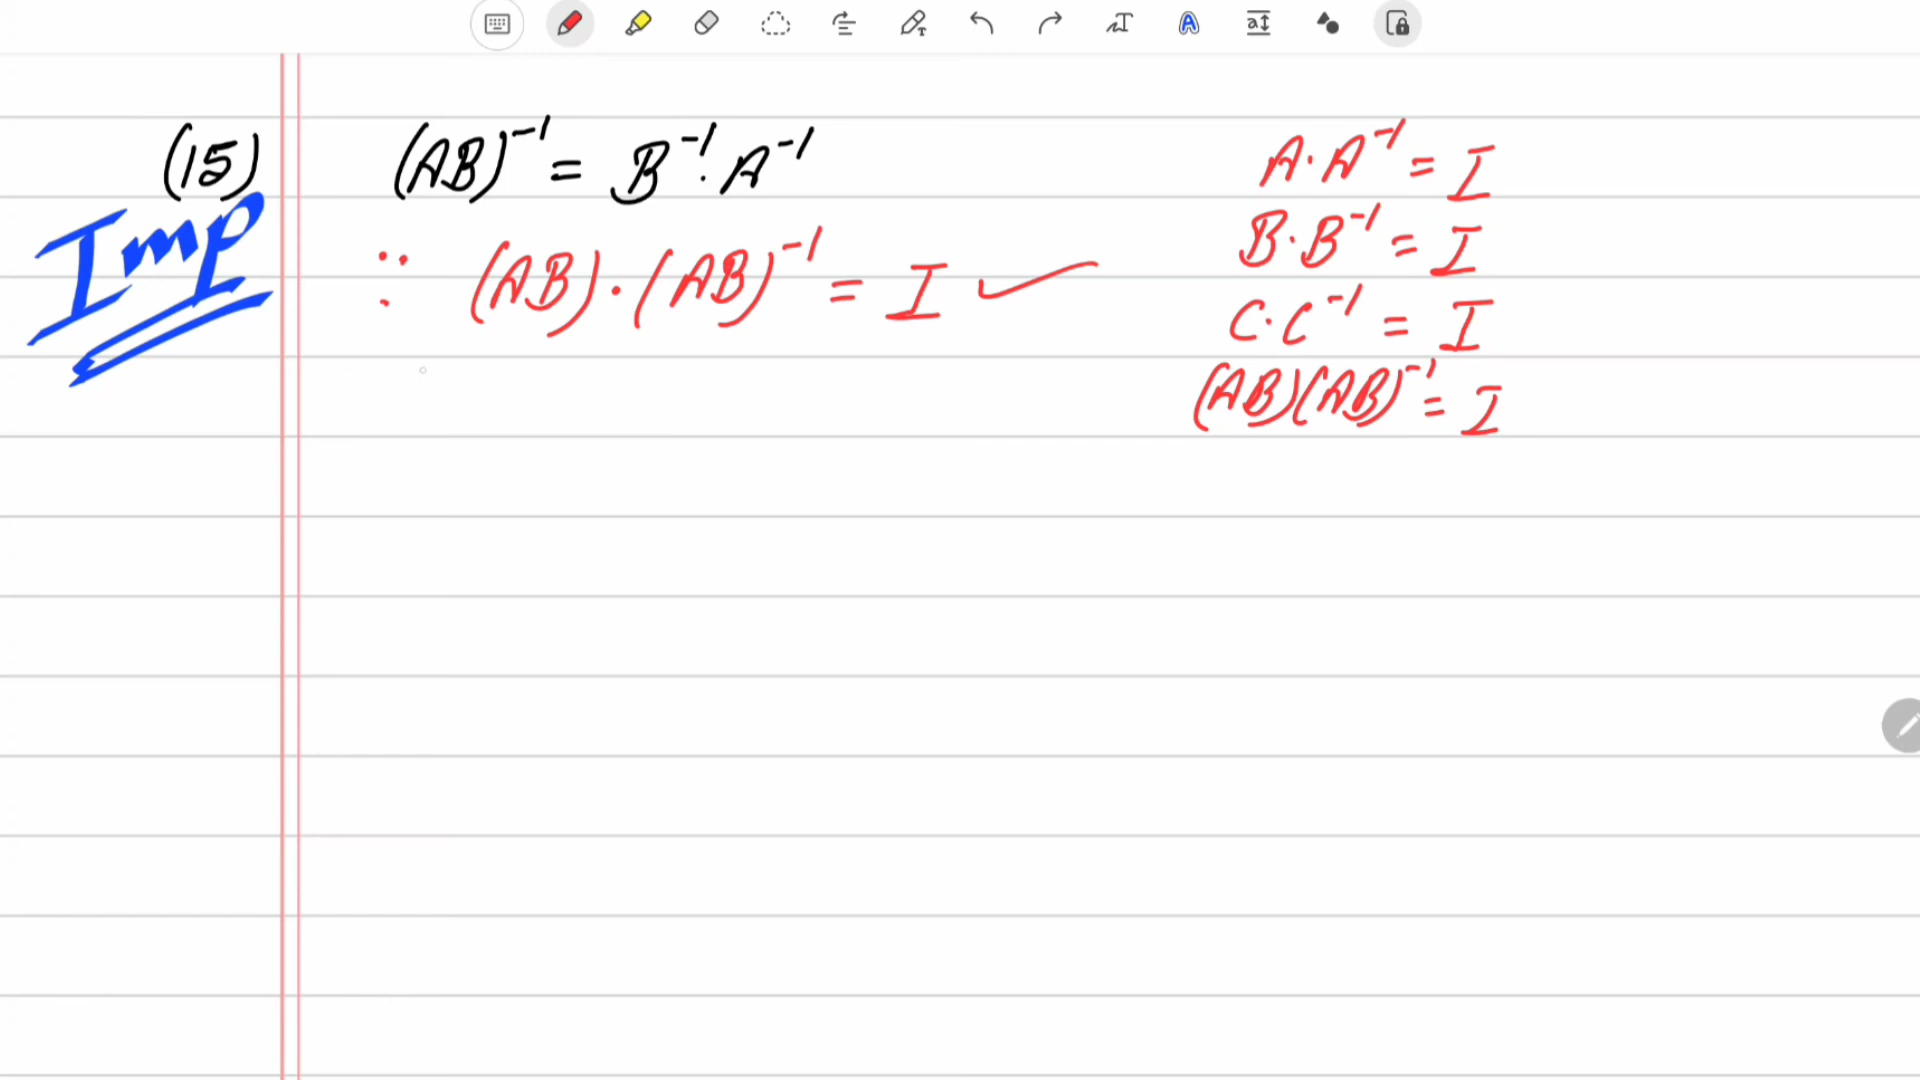 (15) (AB)⁻¹ = B⁻¹·A⁻¹
Imp
∵ (AB)·(AB)⁻¹ = I ✓
A·A⁻¹ = I
B·B⁻¹ = I
C·C⁻¹ = I
(AB)(AB)⁻¹ = I